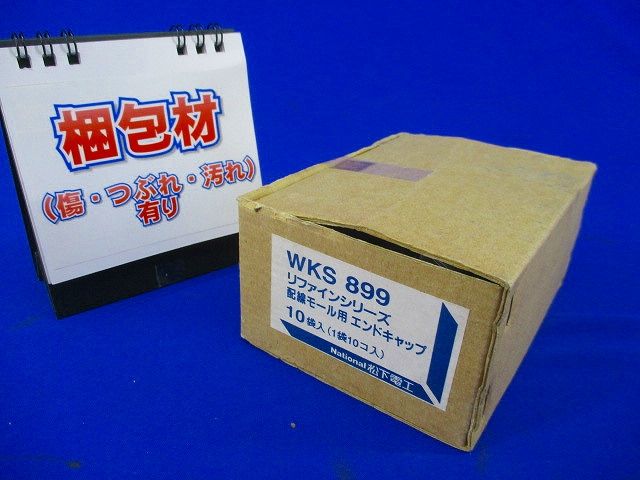 梱包材
（傷・つぶれ・汚れ）
有り
WKS 899
リファインシリーズ
配線モール用 エンドキャップ
10袋入（1袋10コ入）
National 松下電工